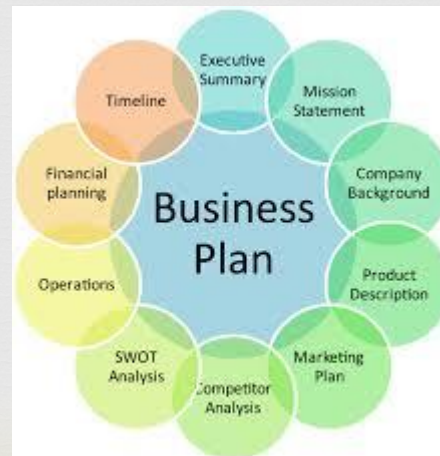 Business
Plan
Executive
Summary
Mission
Statement
Company
Background
Product
Description
Marketing
Plan
Competitor
Analysis
SWOT
Analysis
Operations
Financial
planning
Timeline